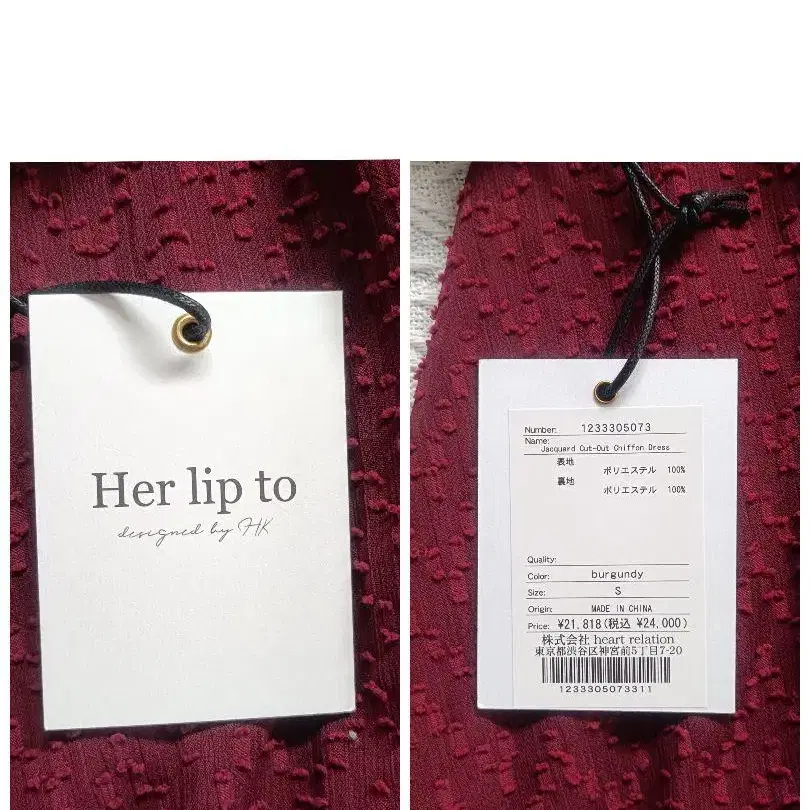 Her lip to
designed by HK
Number: 1233305073
Name:
Jacquard Cut-Out Chiffon Dress
表地
ポリエステル 100%
裏地
ポリエステル 100%
Quality:
Color: burgundy
Size: S
Origin: MADE IN CHINA
Price: ¥21,818(税込 ¥24,000)
株式会社 heart relation
東京都渋谷区神宮前5丁目7-20
1233305073311